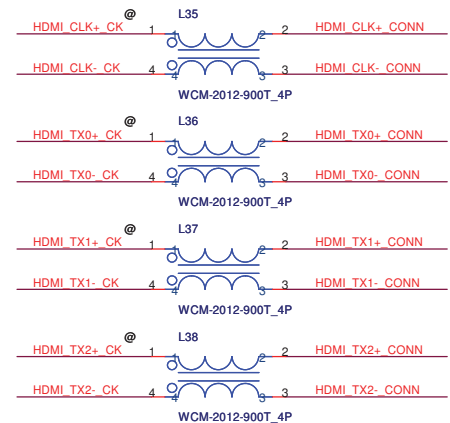 @ L35
HDMI_CLK+_CK 1 1 2 2 HDMI_CLK+_CONN
HDMI_CLK-_CK 4 4 3 3 HDMI_CLK-_CONN
WCM-2012-900T_4P
@ L36
HDMI_TX0+_CK 1 1 2 2 HDMI_TX0+_CONN
HDMI_TX0-_CK 4 4 3 3 HDMI_TX0-_CONN
WCM-2012-900T_4P
@ L37
HDMI_TX1+_CK 1 1 2 2 HDMI_TX1+_CONN
HDMI_TX1-_CK 4 4 3 3 HDMI_TX1-_CONN
WCM-2012-900T_4P
@ L38
HDMI_TX2+_CK 1 1 2 2 HDMI_TX2+_CONN
HDMI_TX2-_CK 4 4 3 3 HDMI_TX2-_CONN
WCM-2012-900T_4P